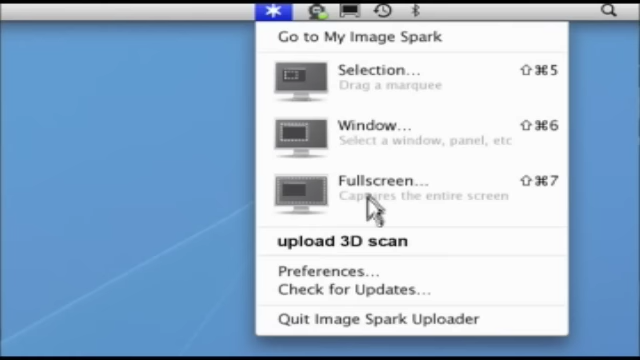 Go to My Image Spark
Selection... ⇧⌘5
Drag a marquee
Window... ⇧⌘6
Select a window, panel, etc
Fullscreen... ⇧⌘7
Captures the entire screen
upload 3D scan
Preferences...
Check for Updates...
Quit Image Spark Uploader